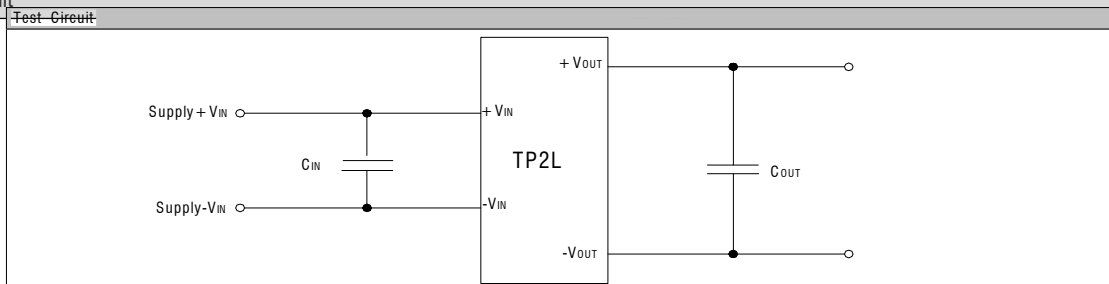 Test Circuit
+ VOUT
Supply+ VIN
+ VIN
CIN
TP2L
COUT
Supply-VIN
-VIN
-VOUT